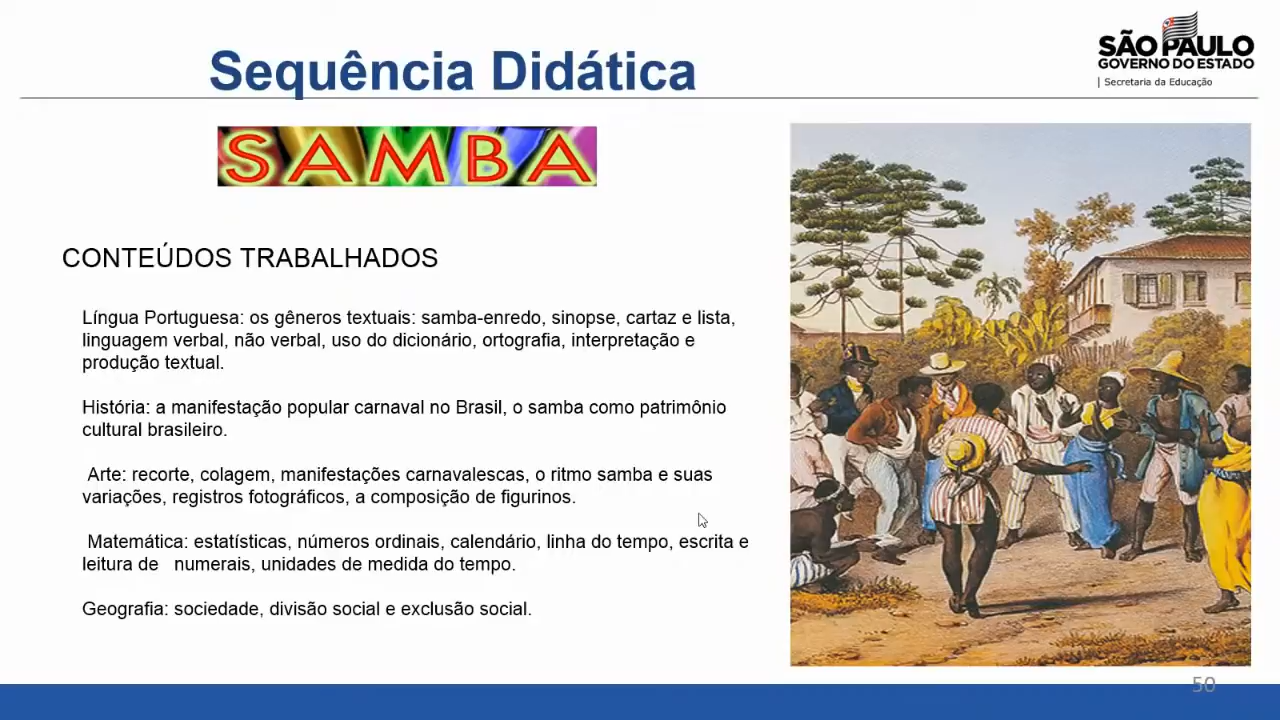 Sequência Didática
SÃO PAULO
GOVERNO DO ESTADO
| Secretaria da Educação
SAMBA
CONTEÚDOS TRABALHADOS
Língua Portuguesa: os gêneros textuais: samba-enredo, sinopse, cartaz e lista,
linguagem verbal, não verbal, uso do dicionário, ortografia, interpretação e
produção textual.
História: a manifestação popular carnaval no Brasil, o samba como patrimônio
cultural brasileiro.
Arte: recorte, colagem, manifestações carnavalescas, o ritmo samba e suas
variações, registros fotográficos, a composição de figurinos.
Matemática: estatísticas, números ordinais, calendário, linha do tempo, escrita e
leitura de   numerais, unidades de medida do tempo.
Geografia: sociedade, divisão social e exclusão social.
50